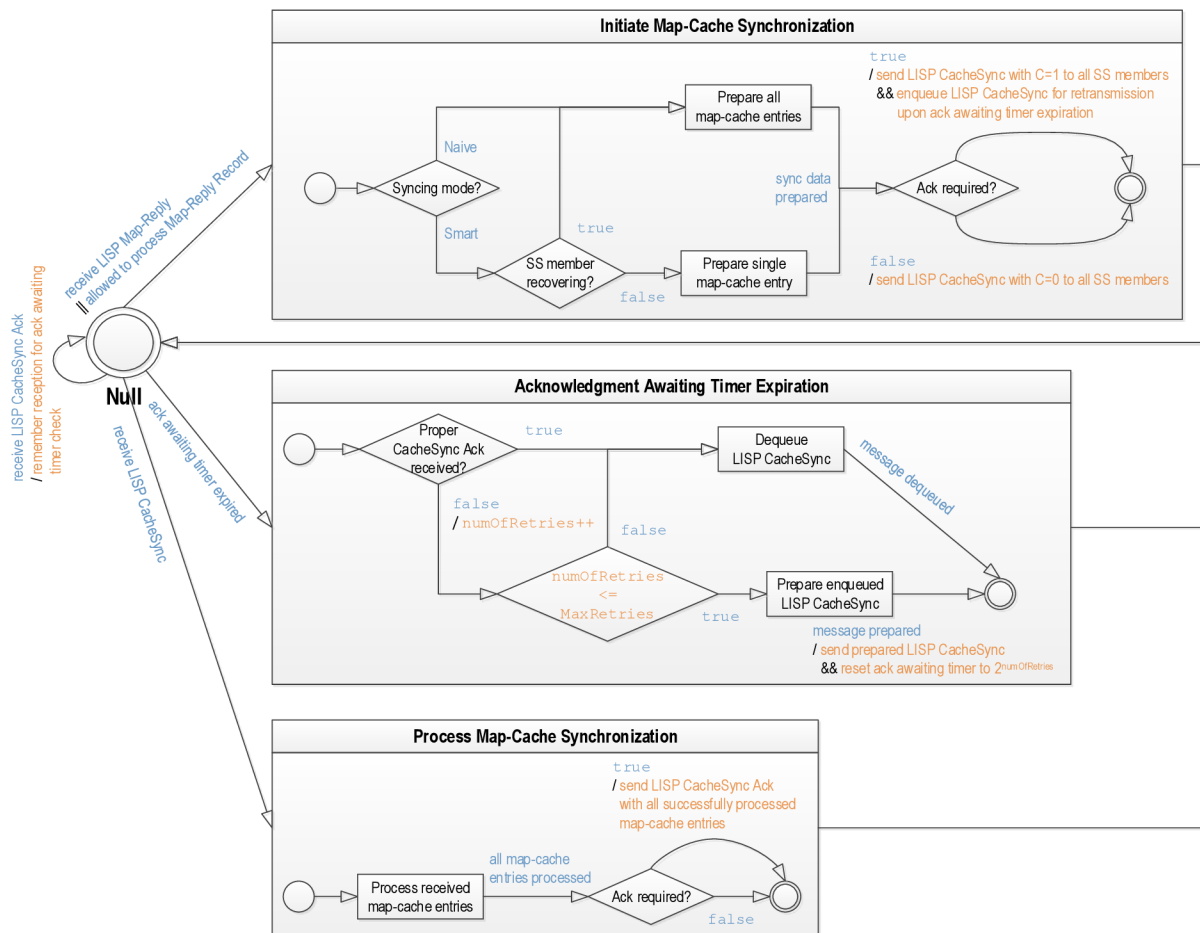 Initiate Map-Cache Synchronization
true
/ send LISP CacheSync with C=1 to all SS members
&& enqueue LISP CacheSync for retransmission
upon ack awaiting timer expiration
Prepare all
map-cache entries
Naive
Syncing mode?
sync data
prepared
Ack required?
Smart
true
SS member
recovering?
false
Prepare single
map-cache entry
false
/ send LISP CacheSync with C=0 to all SS members
receive LISP Map-Reply
|| allowed to process Map-Reply Record
receive LISP CacheSync Ack
/ remember reception for ack awaiting
timer check
Null
ack awaiting timer expired
receive LISP CacheSync
Acknowledgment Awaiting Timer Expiration
Proper
CacheSync Ack
received?
true
Dequeue
LISP CacheSync
message dequeued
false
/ numOfRetries++
false
numOfRetries
<=
MaxRetries
true
Prepare enqueued
LISP CacheSync
message prepared
/ send prepared LISP CacheSync
&& reset ack awaiting timer to 2^numOfRetries
Process Map-Cache Synchronization
true
/ send LISP CacheSync Ack
with all successfully processed
map-cache entries
all map-cache
entries processed
Process received
map-cache entries
Ack required?
false